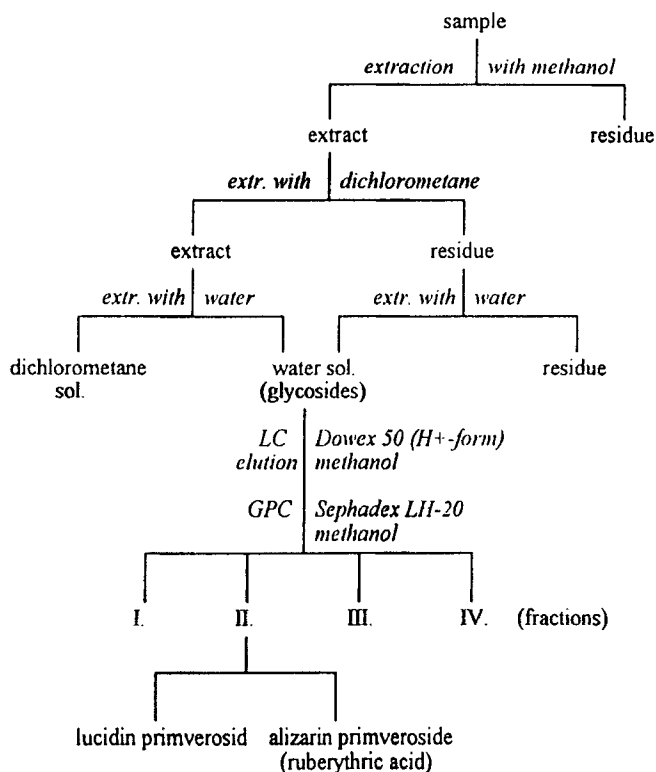 sample
extraction with methanol
extract residue
extr. with dichlorometane
extract residue
extr. with water extr. with water
dichlorometane sol.
water sol. (glycosides)
residue
LC Dowex 50 (H+-form)
elution methanol
GPC Sephadex LH-20
methanol
I. II. III. IV. (fractions)
lucidin primverosid
alizarin primveroside
(ruberythric acid)